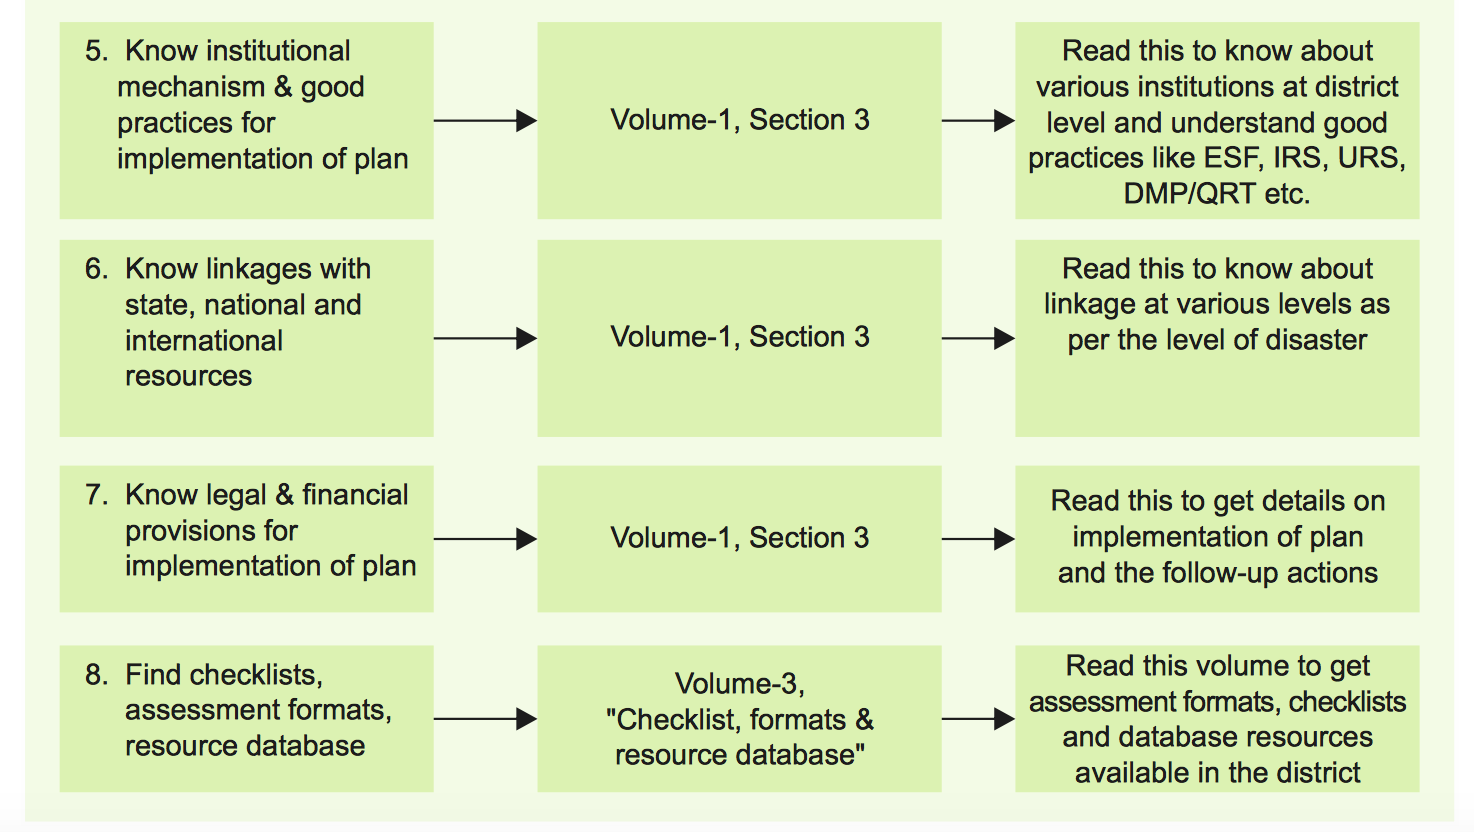 5. Know institutional
mechanism & good
practices for
implementation of plan
Volume-1, Section 3
Read this to know about
various institutions at district
level and understand good
practices like ESF, IRS, URS,
DMP/QRT etc.
6. Know linkages with
state, national and
international
resources
Volume-1, Section 3
Read this to know about
linkage at various levels as
per the level of disaster
7. Know legal & financial
provisions for
implementation of plan
Volume-1, Section 3
Read this to get details on
implementation of plan
and the follow-up actions
8. Find checklists,
assessment formats,
resource database
Volume-3,
"Checklist, formats &
resource database"
Read this volume to get
assessment formats, checklists
and database resources
available in the district